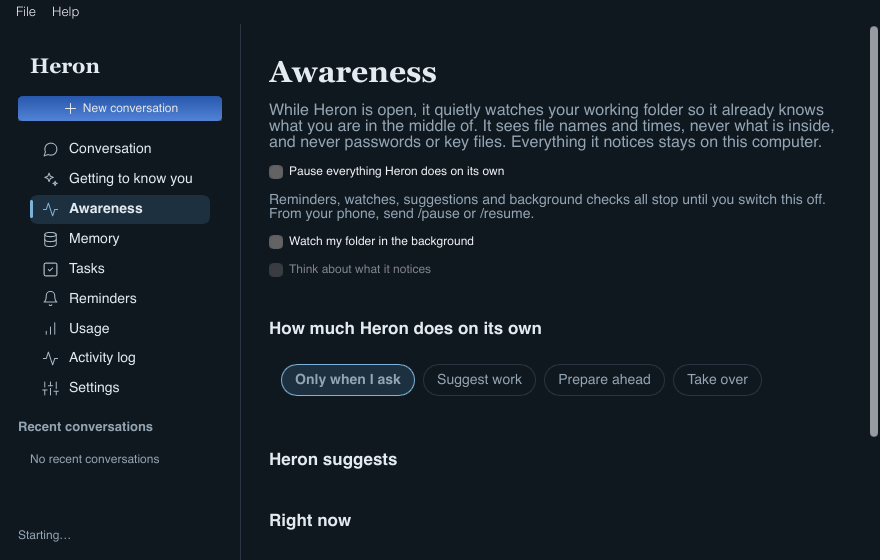 File Help
Heron
New conversation
Conversation
Getting to know you
Awareness
Memory
Tasks
Reminders
Usage
Activity log
Settings
Recent conversations
No recent conversations
Starting…
Awareness
While Heron is open, it quietly watches your working folder so it already knows
what you are in the middle of. It sees file names and times, never what is inside,
and never passwords or key files. Everything it notices stays on this computer.
Pause everything Heron does on its own
Reminders, watches, suggestions and background checks all stop until you switch this off.
From your phone, send /pause or /resume.
Watch my folder in the background
Think about what it notices
How much Heron does on its own
Only when I ask
Suggest work
Prepare ahead
Take over
Heron suggests
Right now